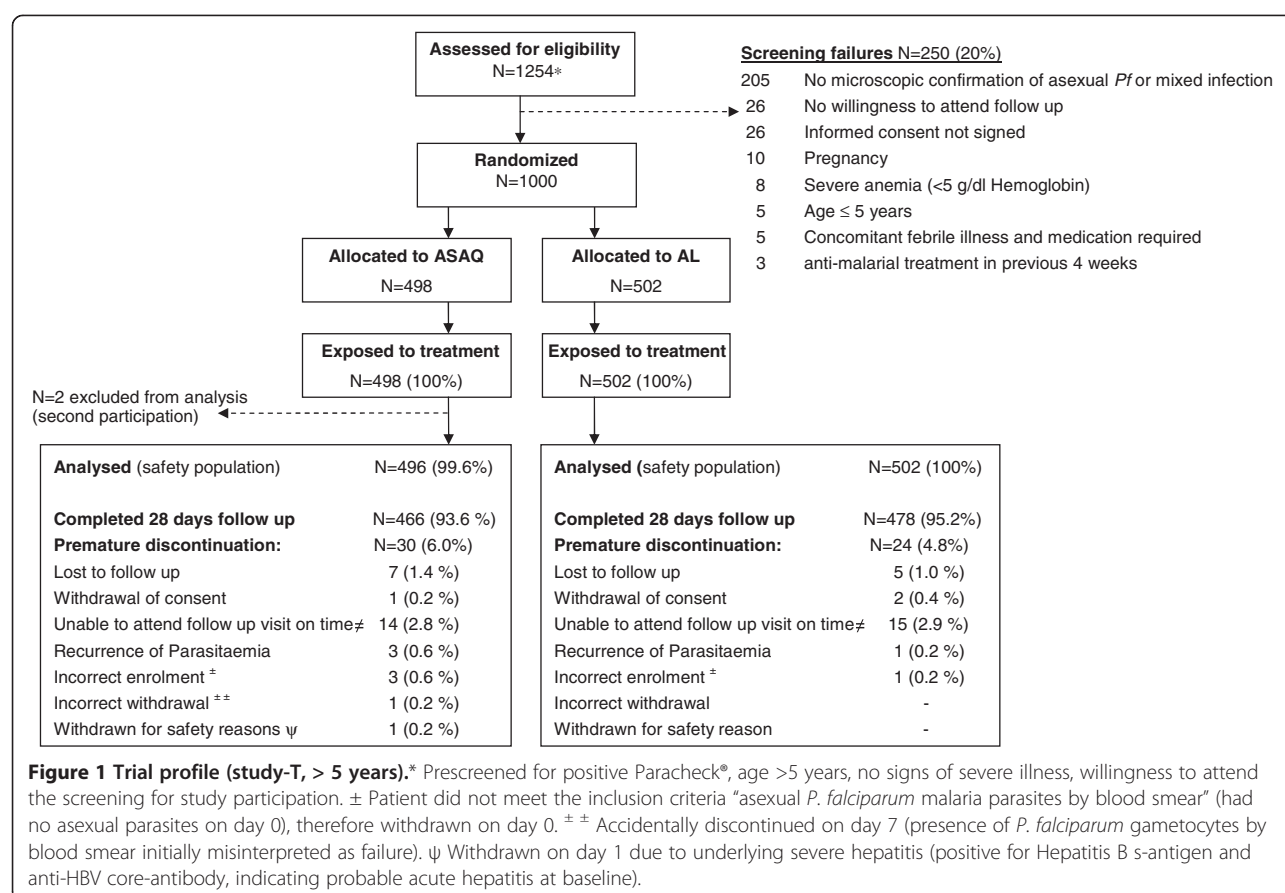 Assessed for eligibility
N=1254*
Screening failures N=250 (20%)
205 No microscopic confirmation of asexual Pf or mixed infection
26 No willingness to attend follow up
26 Informed consent not signed
10 Pregnancy
8 Severe anemia (<5 g/dl Hemoglobin)
5 Age ≤ 5 years
5 Concomitant febrile illness and medication required
3 anti-malarial treatment in previous 4 weeks
Randomized
N=1000
Allocated to ASAQ
N=498
Allocated to AL
N=502
Exposed to treatment
N=498 (100%)
Exposed to treatment
N=502 (100%)
N=2 excluded from analysis
(second participation)
Analysed (safety population) N=496 (99.6%)
Completed 28 days follow up N=466 (93.6 %)
Premature discontinuation: N=30 (6.0%)
Lost to follow up 7 (1.4 %)
Withdrawal of consent 1 (0.2 %)
Unable to attend follow up visit on time≠ 14 (2.8 %)
Recurrence of Parasitaemia 3 (0.6 %)
Incorrect enrolment ± 3 (0.6 %)
Incorrect withdrawal ± ± 1 (0.2 %)
Withdrawn for safety reasons ψ 1 (0.2 %)
Analysed (safety population) N=502 (100%)
Completed 28 days follow up N=478 (95.2%)
Premature discontinuation: N=24 (4.8%)
Lost to follow up 5 (1.0 %)
Withdrawal of consent 2 (0.4 %)
Unable to attend follow up visit on time≠ 15 (2.9 %)
Recurrence of Parasitaemia 1 (0.2 %)
Incorrect enrolment ± 1 (0.2 %)
Incorrect withdrawal -
Withdrawn for safety reason -
Figure 1 Trial profile (study-T, > 5 years).* Prescreened for positive Paracheck®, age >5 years, no signs of severe illness, willingness to attend
the screening for study participation. ± Patient did not meet the inclusion criteria “asexual P. falciparum malaria parasites by blood smear” (had
no asexual parasites on day 0), therefore withdrawn on day 0. ± ± Accidentally discontinued on day 7 (presence of P. falciparum gametocytes by
blood smear initially misinterpreted as failure). ψ Withdrawn on day 1 due to underlying severe hepatitis (positive for Hepatitis B s-antigen and
anti-HBV core-antibody, indicating probable acute hepatitis at baseline).